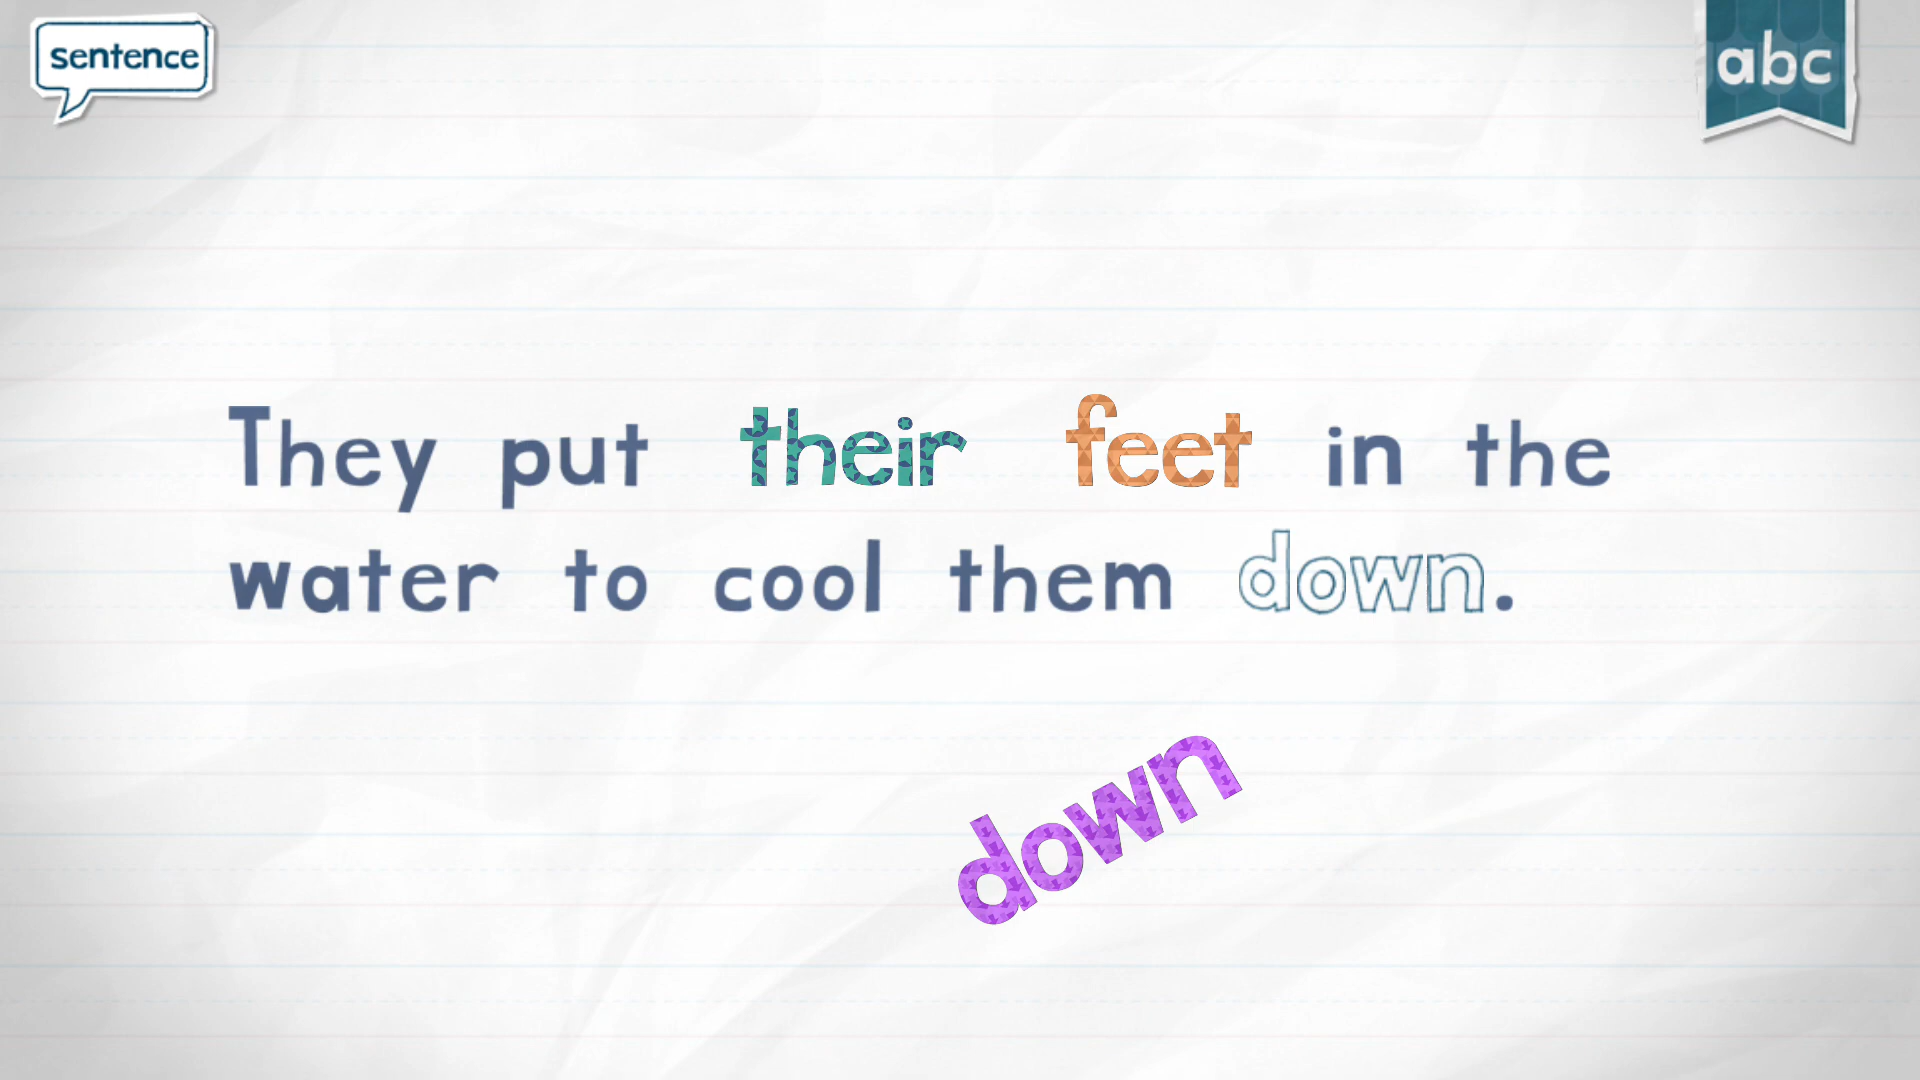 sentence
abc
They put their feet in the
water to cool them down.
down